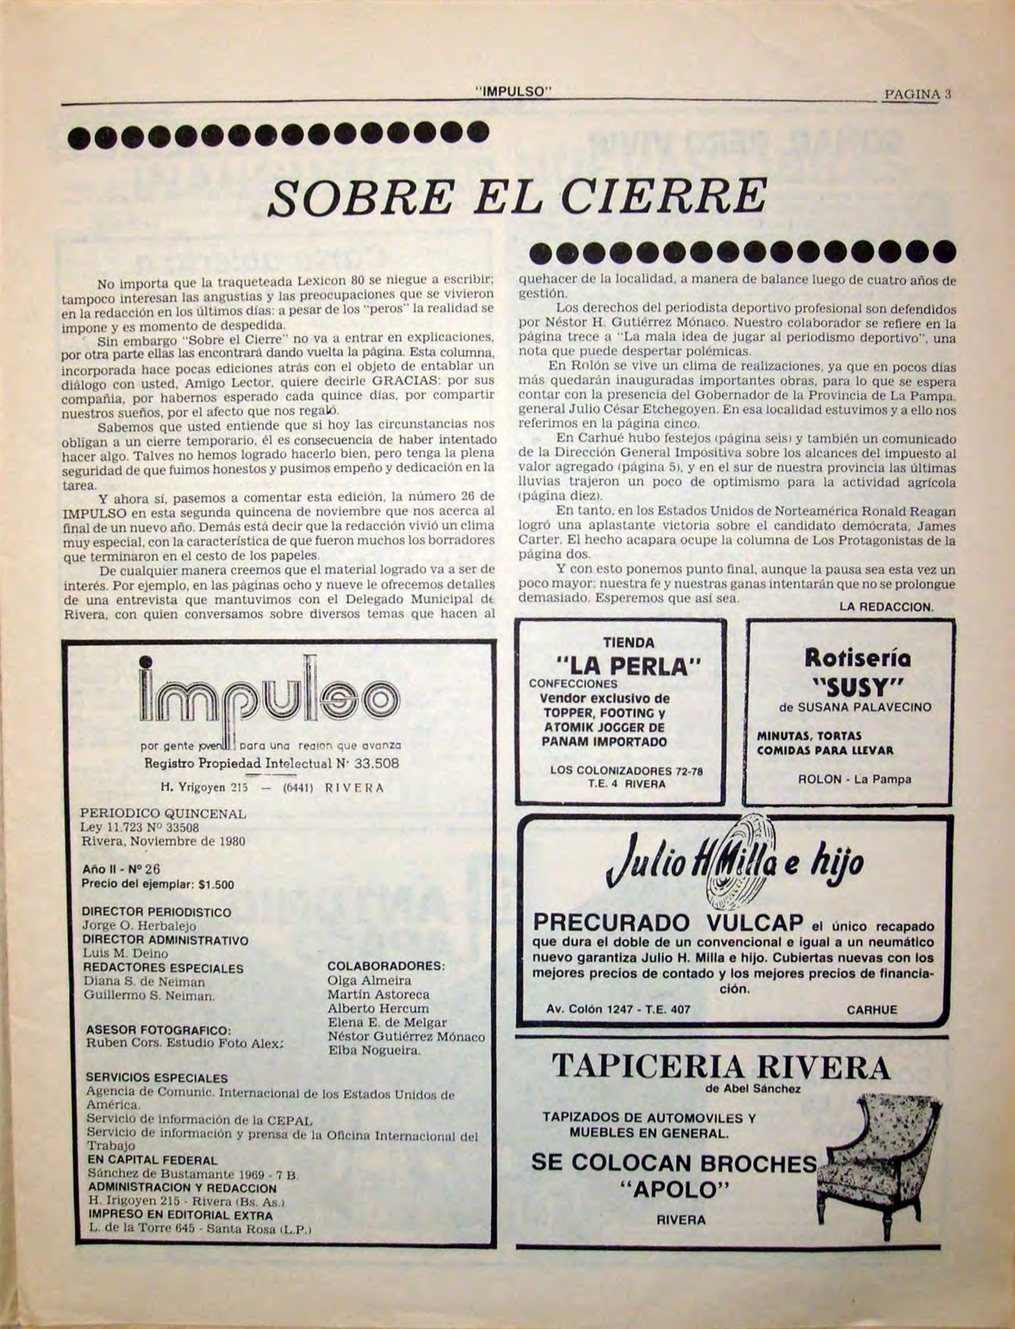 "IMPULSO"
PAGINA 3
SOBRE EL CIERRE
No importa que la traqueteada Lexicon 80 se niegue a escribir;
tampoco interesan las angustias y las preocupaciones que se vivieron
en la redacción en los últimos días: a pesar de los "peros" la realidad se
impone y es momento de despedida.
Sin embargo "Sobre el Cierre" no va a entrar en explicaciones,
por otra parte ellas las encontrará dando vuelta la página. Esta columna,
incorporada hace pocas ediciones atrás con el objeto de entablar un
diálogo con usted, Amigo Lector, quiere decirle GRACIAS: por sus
compañia, por habernos esperado cada quince días, por compartir
nuestros sueños, por el afecto que nos regaló.
Sabemos que usted entiende que si hoy las circunstancias nos
obligan a un cierre temporario, él es consecuencia de haber intentado
hacer algo. Talves no hemos logrado hacerlo bien, pero tenga la plena
seguridad de que fuimos honestos y pusimos empeño y dedicación en la
tarea.
Y ahora sí, pasemos a comentar esta edición, la número 26 de
IMPULSO en esta segunda quincena de noviembre que nos acerca al
final de un nuevo año. Demás está decir que la redacción vivió un clima
muy especial, con la característica de que fueron muchos los borradores
que terminaron en el cesto de los papeles.
De cualquier manera creemos que el material logrado va a ser de
interés. Por ejemplo, en las páginas ocho y nueve le ofrecemos detalles
de una entrevista que mantuvimos con el Delegado Municipal de
Rivera, con quien conversamos sobre diversos temas que hacen al
quehacer de la localidad, a manera de balance luego de cuatro años de
gestión.
Los derechos del periodista deportivo profesional son defendidos
por Néstor H. Gutiérrez Mónaco. Nuestro colaborador se refiere en la
página trece a "La mala idea de jugar al periodismo deportivo", una
nota que puede despertar polémicas.
En Rolón se vive un clima de realizaciones, ya que en pocos días
más quedarán inauguradas importantes obras, para lo que se espera
contar con la presencia del Gobernador de la Provincia de La Pampa,
general Julio César Etchegoyen. En esa localidad estuvimos y a ello nos
referimos en la página cinco.
En Carhué hubo festejos (página seis) y también un comunicado
de la Dirección General Impositiva sobre los alcances del impuesto al
valor agregado (página 5), y en el sur de nuestra provincia las últimas
lluvias trajeron un poco de optimismo para la actividad agrícola
(página diez).
En tanto, en los Estados Unidos de Norteamérica Ronald Reagan
logró una aplastante victoria sobre el candidato demócrata, James
Carter. El hecho acapara ocupe la columna de Los Protagonistas de la
página dos.
Y con esto ponemos punto final, aunque la pausa sea esta vez un
poco mayor; nuestra fe y nuestras ganas intentarán que no se prolongue
demasiado. Esperemos que así sea.
LA REDACCION.
impulso
por gente joven para una region que avanza
Registro Propiedad Intelectual N· 33.508
H. Yrigoyen 215 — (6441) RIVERA
PERIODICO QUINCENAL
Ley 11.723 Nº 33508
Rivera, Noviembre de 1980
Año II - Nº 26
Precio del ejemplar: $1.500
DIRECTOR PERIODISTICO
Jorge O. Herbalejo
DIRECTOR ADMINISTRATIVO
Luis M. Deino
REDACTORES ESPECIALES
Diana S. de Neiman
Guillermo S. Neiman.
ASESOR FOTOGRAFICO:
Ruben Cors. Estudio Foto Alex:
COLABORADORES:
Olga Almeira
Martín Astoreca
Alberto Hercum
Elena E. de Melgar
Néstor Gutiérrez Mónaco
Elba Nogueira.
SERVICIOS ESPECIALES
Agencia de Comunic. Internacional de los Estados Unidos de
América.
Servicio de información de la CEPAL
Servicio de información y prensa de la Oficina Internacional del
Trabajo
EN CAPITAL FEDERAL
Sánchez de Bustamante 1969 - 7 B
ADMINISTRACION Y REDACCION
H. Irigoyen 215 - Rivera (Bs. As.)
IMPRESO EN EDITORIAL EXTRA
L. de la Torre 645 - Santa Rosa (L.P.)
TIENDA
"LA PERLA"
CONFECCIONES
Vendor exclusivo de
TOPPER, FOOTING y
ATOMIK JOGGER DE
PANAM IMPORTADO
LOS COLONIZADORES 72-78
T.E. 4 RIVERA
Rotisería
"SUSY"
de SUSANA PALAVECINO
MINUTAS, TORTAS
COMIDAS PARA LLEVAR
ROLON - La Pampa
Julio H Milla e hijo
PRECURADO VULCAP el único recapado
que dura el doble de un convencional e igual a un neumático
nuevo garantiza Julio H. Milla e hijo. Cubiertas nuevas con los
mejores precios de contado y los mejores precios de financia-
ción.
Av. Colón 1247 - T.E. 407 CARHUE
TAPICERIA RIVERA
de Abel Sánchez
TAPIZADOS DE AUTOMOVILES Y
MUEBLES EN GENERAL.
SE COLOCAN BROCHES
"APOLO"
RIVERA